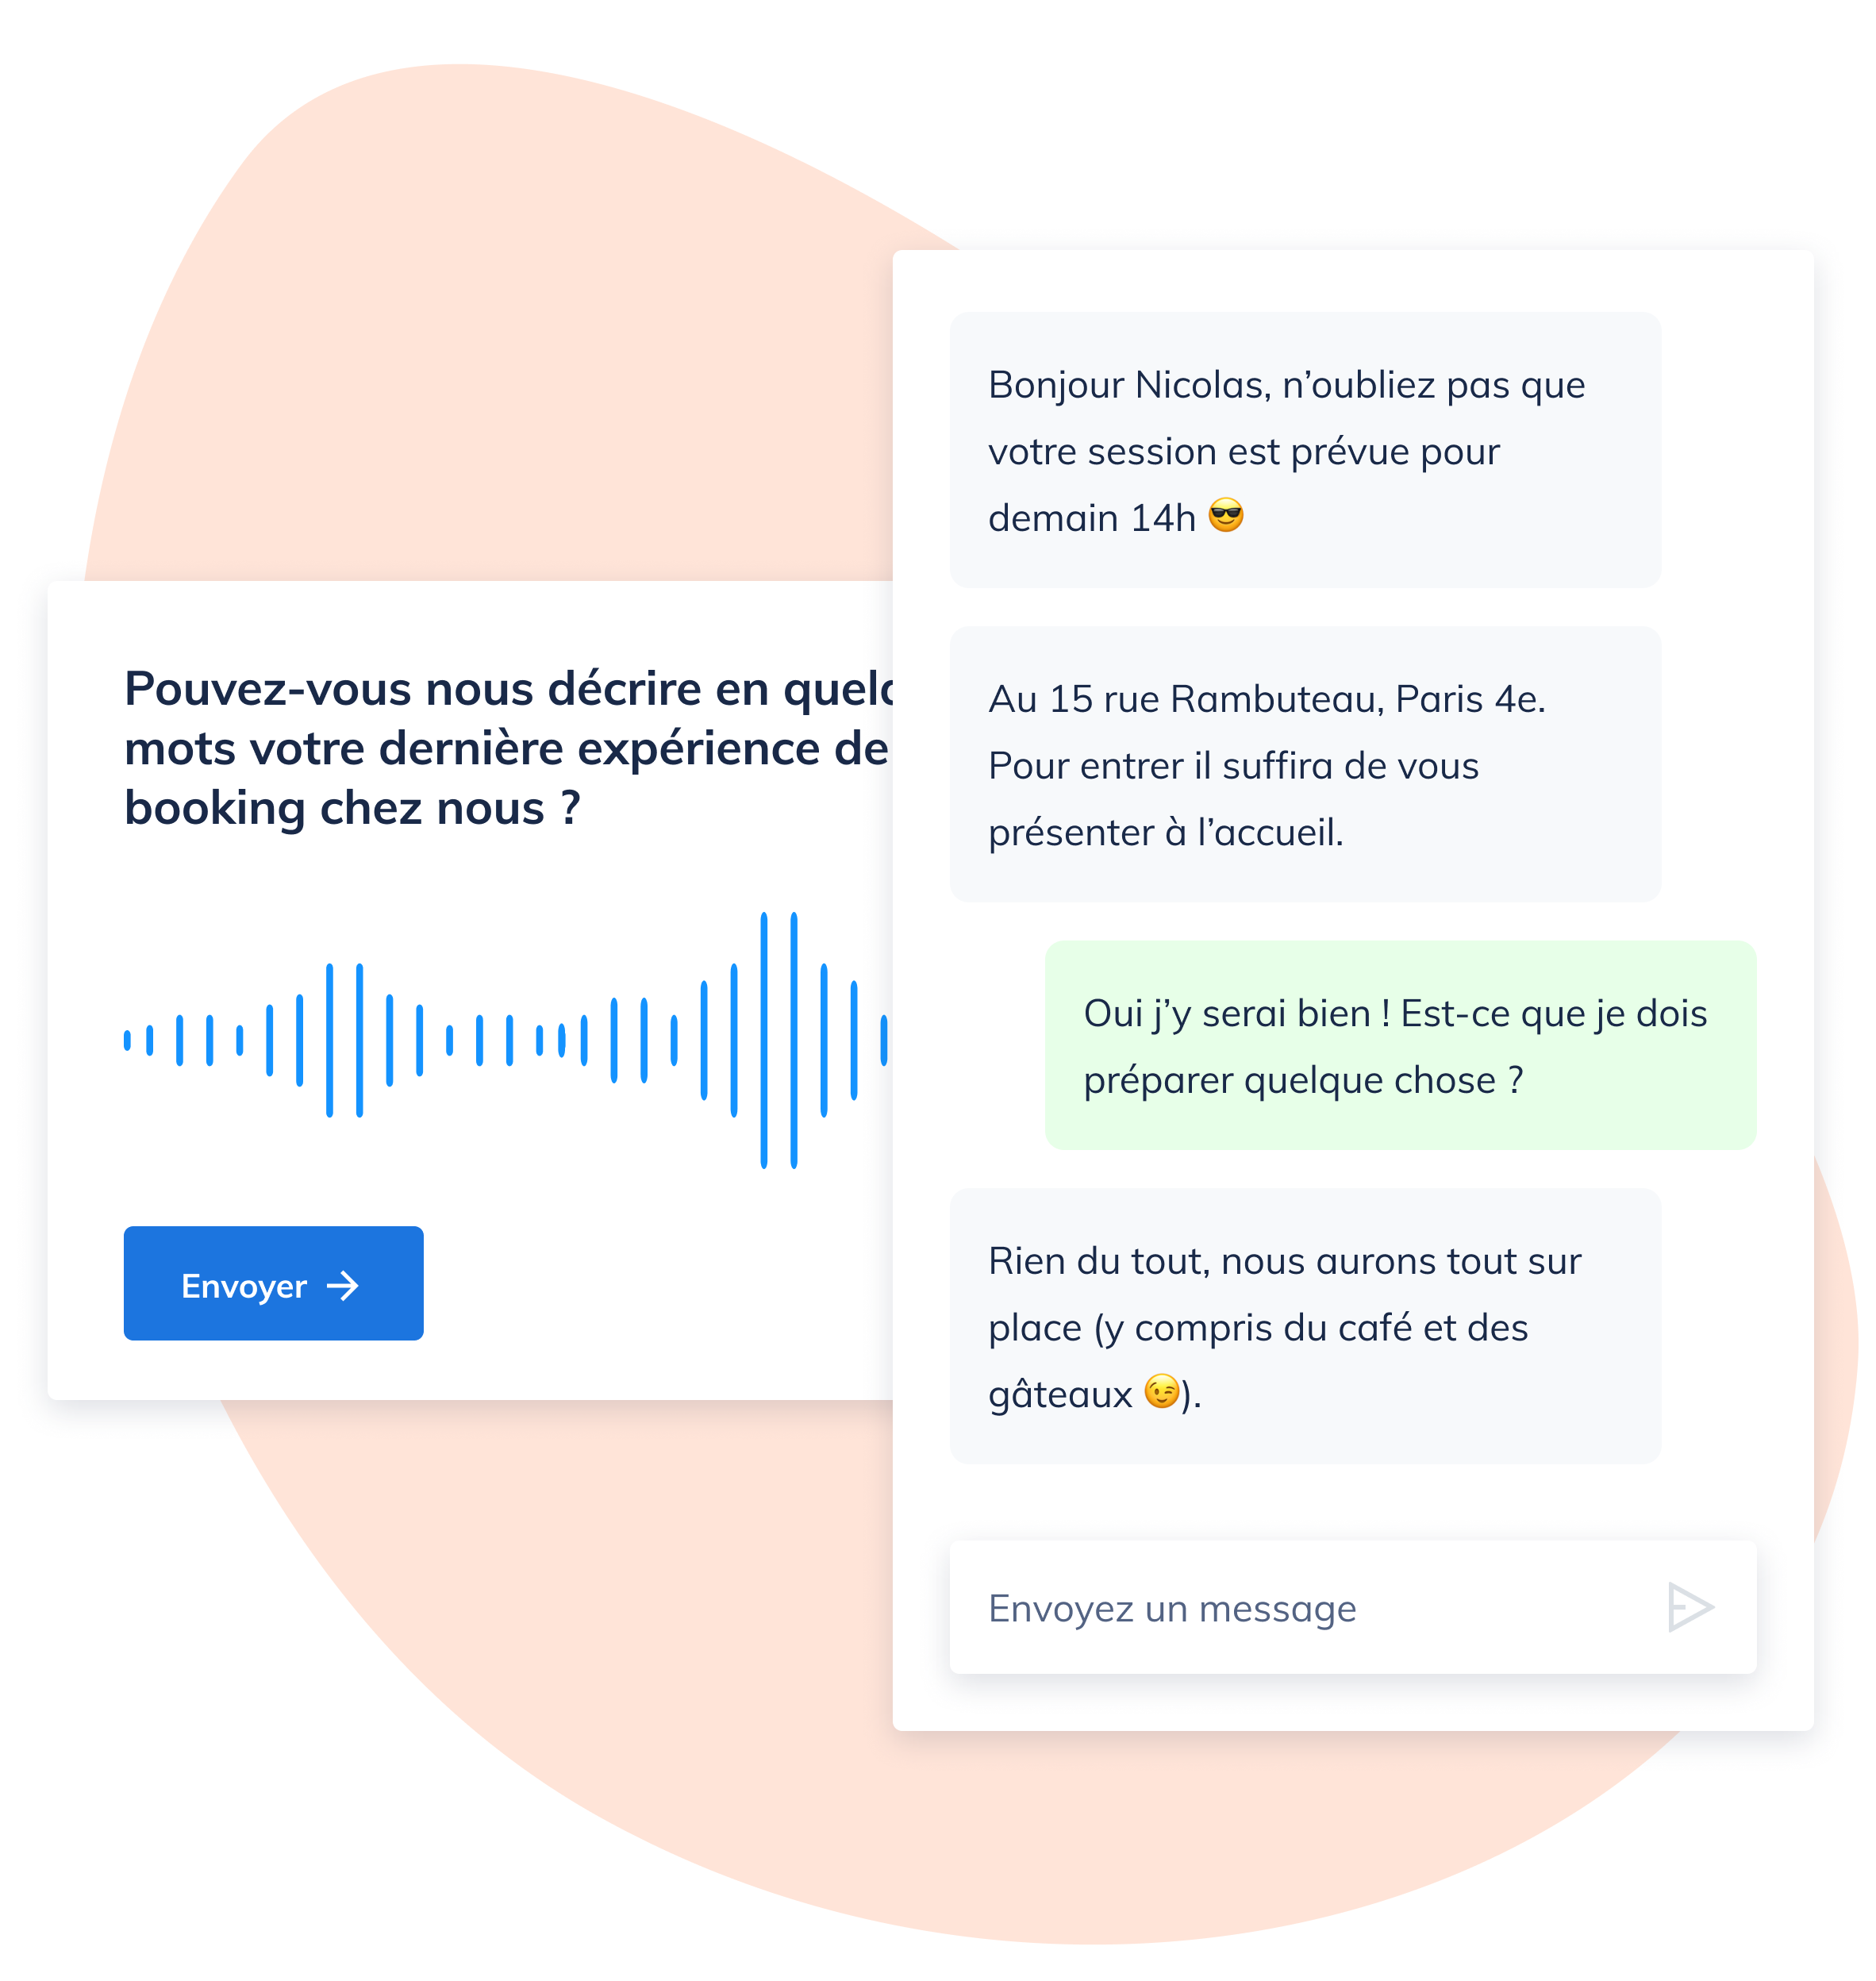 Pouvez-vous nous décrire en
mots votre dernière expérience de
booking chez nous ?
Envoyer
Bonjour Nicolas, n’oubliez pas que
votre session est prévue pour
demain 14h 😎
Au 15 rue Rambuteau, Paris 4e.
Pour entrer il suffira de vous
présenter à l’accueil.
Oui j’y serai bien ! Est-ce que je dois
préparer quelque chose ?
Rien du tout, nous aurons tout sur
place (y compris du café et des
gâteaux 😉).
Envoyez un message